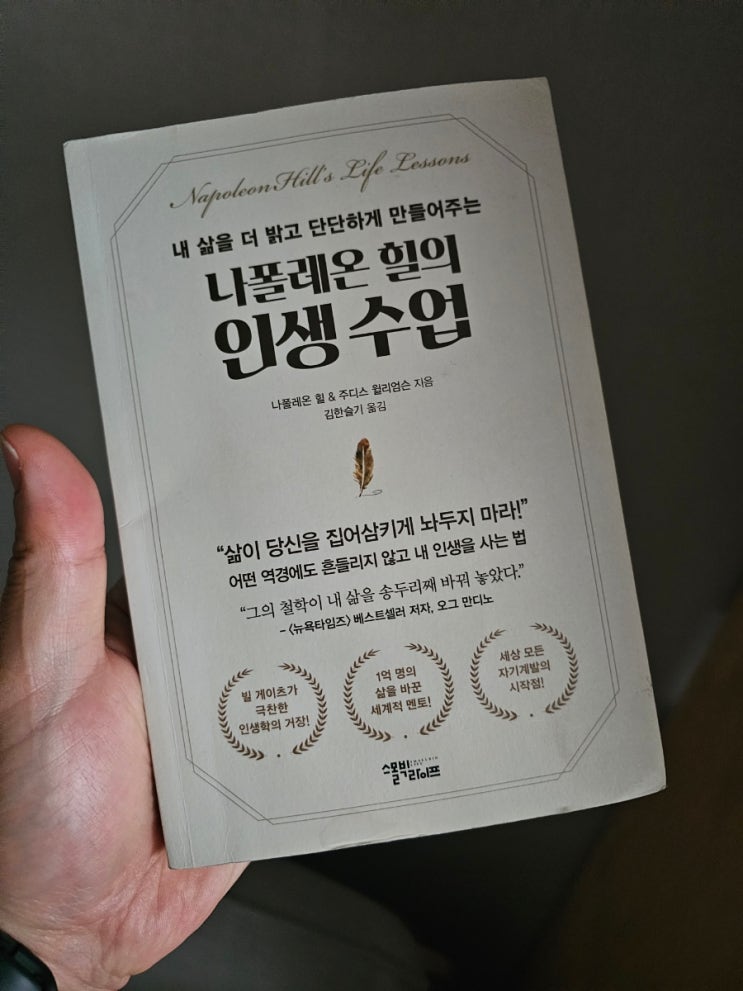 Napoleon Hill's Life Lessons
내 삶을 더 밝고 단단하게 만들어주는
나폴레온 힐의
인생 수업
나폴레온 힐 & 주디스 윌리엄슨 지음
김한슬기 옮김
“삶이 당신을 집어삼키게 놔두지 마라!”
어떤 역경에도 흔들리지 않고 내 인생을 사는 법
“그의 철학이 내 삶을 송두리째 바꿔 놓았다.”
– 〈뉴욕타임즈〉 베스트셀러 저자, 오그 만디노
빌 게이츠가
극찬한
인생학의 거장!
1억 명의
삶을 바꾼
세계적 멘토!
세상 모든
자기계발의
시작점!
스몰빅라이프